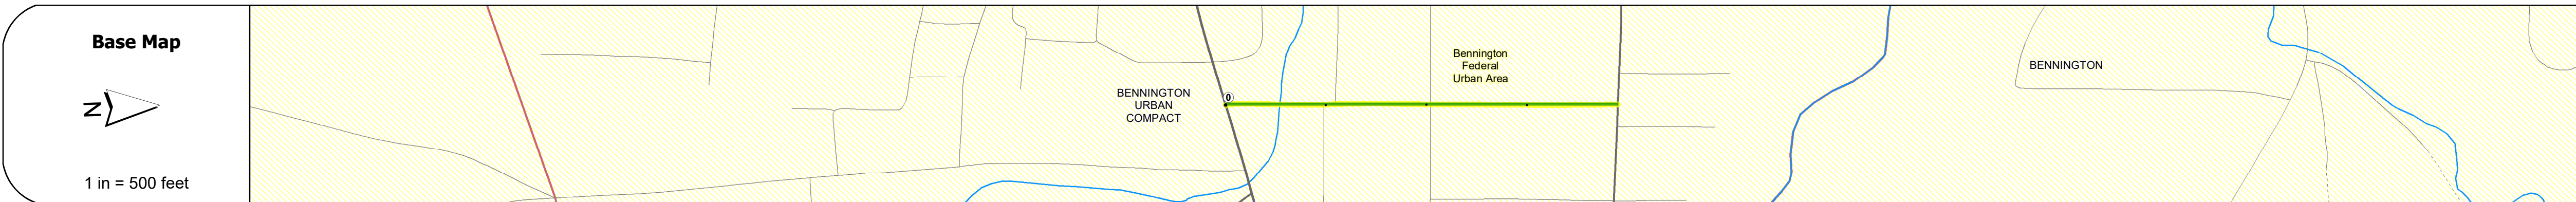 Base Map
N
1 in = 500 feet
BENNINGTON
URBAN
COMPACT
0
Bennington
Federal
Urban Area
BENNINGTON